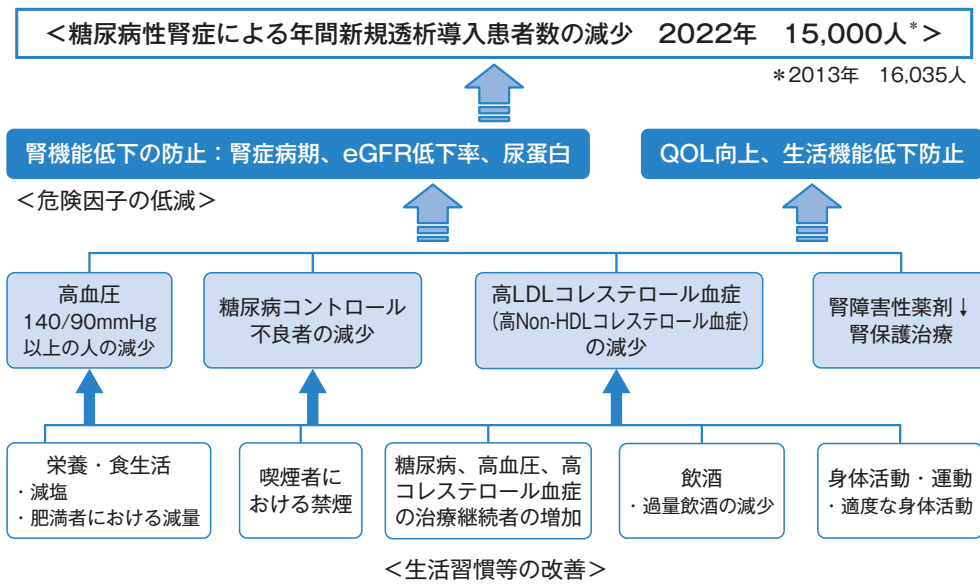 ＜糖尿病性腎症による年間新規透析導入患者数の減少　2022年　15,000人*＞
＊2013年　16,035人
腎機能低下の防止：腎症病期、eGFR低下率、尿蛋白
QOL向上、生活機能低下防止
＜危険因子の低減＞
高血圧
140/90mmHg
以上の人の減少
糖尿病コントロール
不良者の減少
高LDLコレステロール血症
（高Non-HDLコレステロール血症）
の減少
腎障害性薬剤↓
腎保護治療
栄養・食生活
・減塩
・肥満者における減量
喫煙者に
おける禁煙
糖尿病、高血圧、高
コレステロール血症
の治療継続者の増加
飲酒
・過量飲酒の減少
身体活動・運動
・適度な身体活動
＜生活習慣等の改善＞